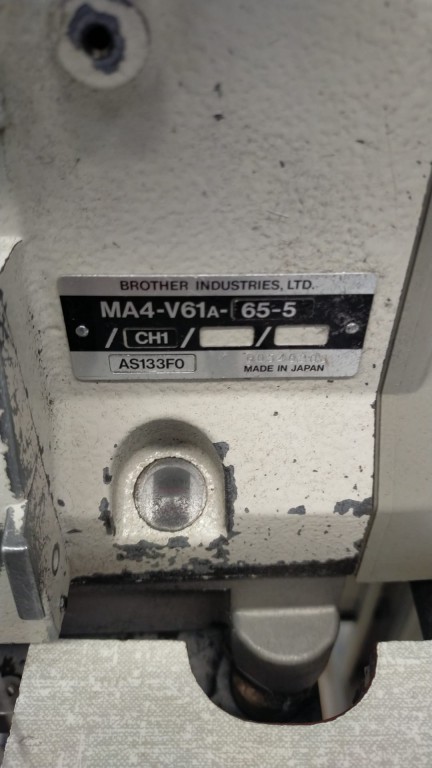 BROTHER INDUSTRIES, LTD.
MA4-V61A-65-5
/CH1/ /
AS133F0
MADE IN JAPAN